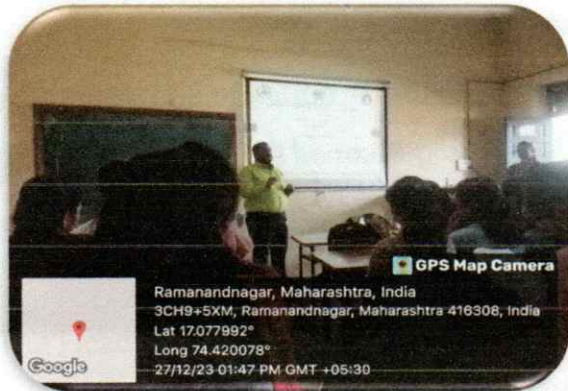 GPS Map Camera
Ramanandnagar, Maharashtra, India
3CH9+5XM, Ramanandnagar, Maharashtra 416308, India
Lat 17.077992°
Long 74.420078°
27/12/23 01:47 PM GMT +05:30
Google